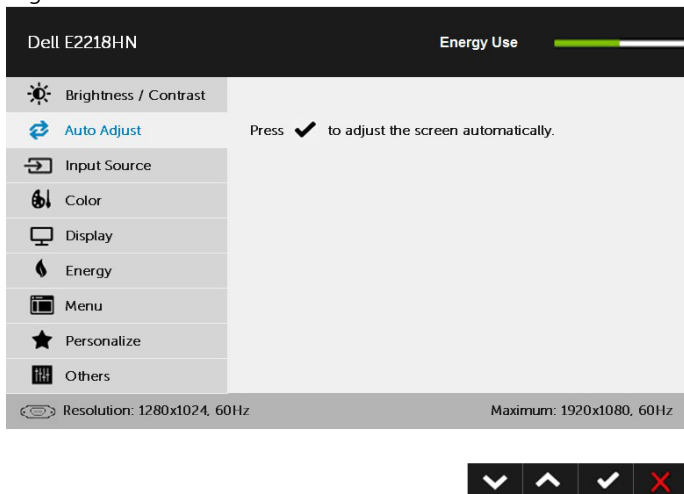 Dell E2218HN
Energy Use
Brightness / Contrast
Auto Adjust
Press ✔ to adjust the screen automatically.
Input Source
Color
Display
Energy
Menu
Personalize
Others
Resolution: 1280x1024, 60Hz
Maximum: 1920x1080, 60Hz